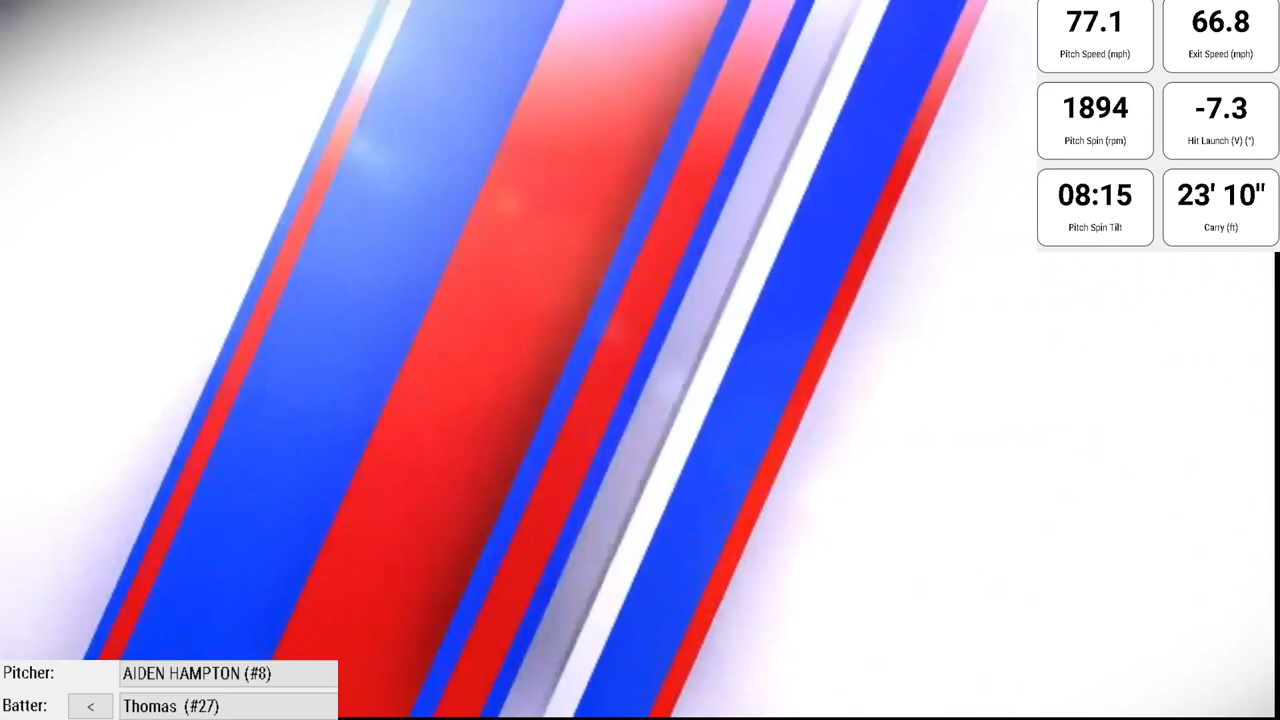 77.1
Pitch Speed (mph)
66.8
Exit Speed (mph)
1894
Pitch Spin (rpm)
-7.3
Hit Launch (V) (°)
08:15
Pitch Spin Tilt
23' 10"
Carry (ft)
Pitcher: AIDEN HAMPTON (#8)
Batter: < Thomas (#27)